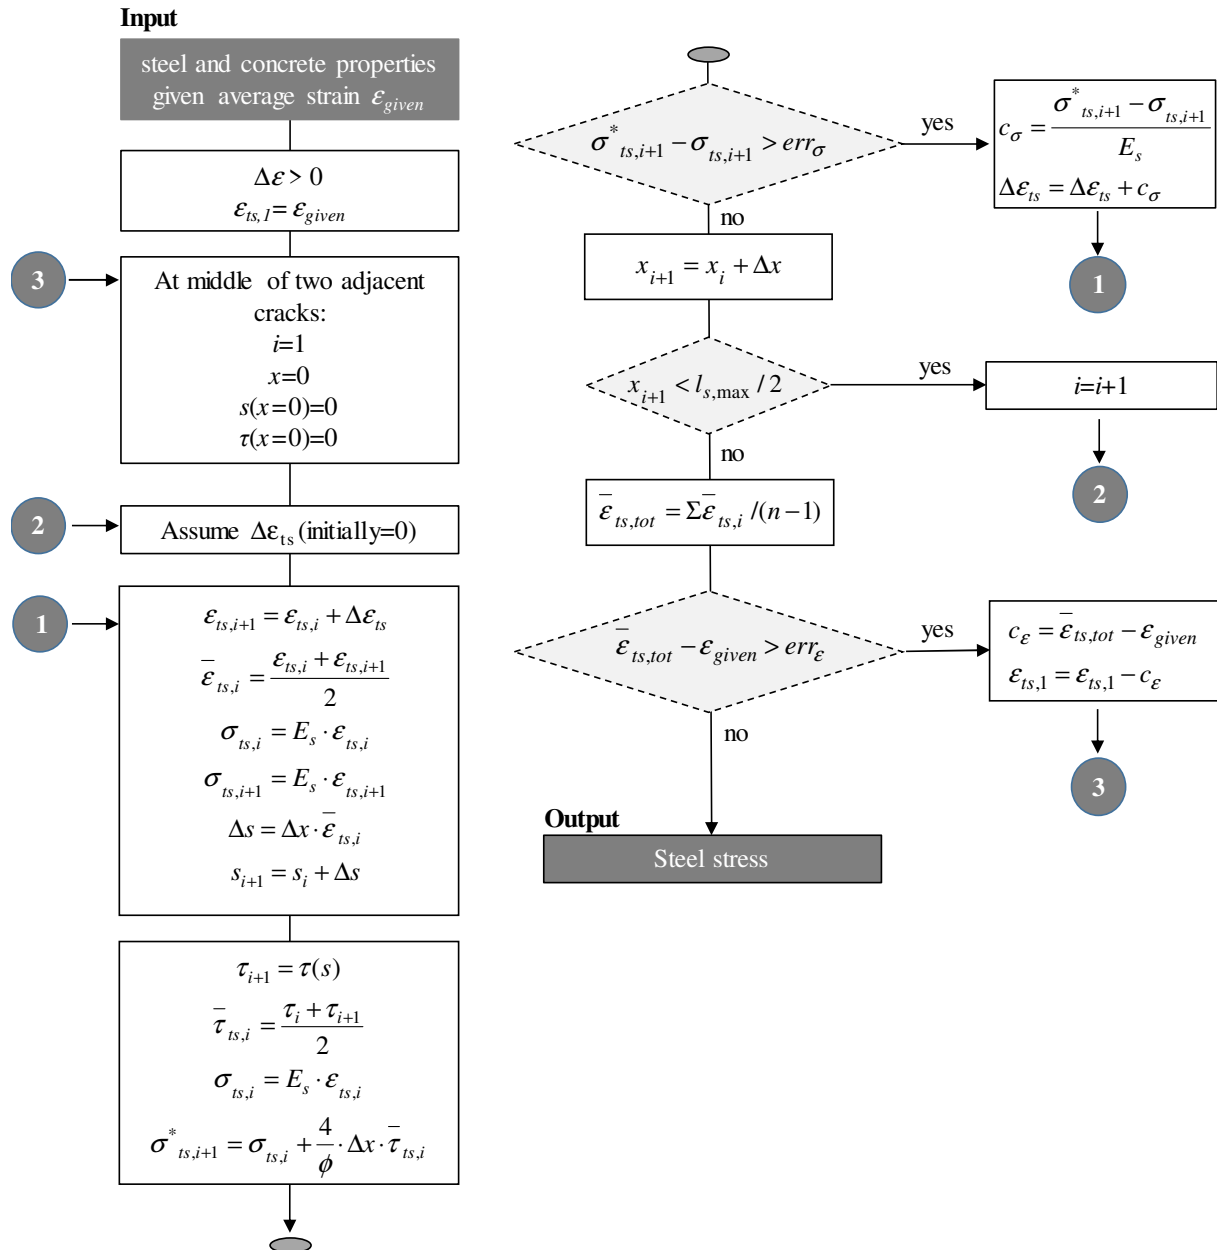 Input
steel and concrete properties
given average strain ε_given
Δε > 0
ε_ts,1 = ε_given
3
At middle of two adjacent
cracks:
i=1
x=0
s(x=0)=0
τ(x=0)=0
2
Assume Δε_ts (initially=0)
1
ε_ts,i+1 = ε_ts,i + Δε_ts
ε̄_ts,i = (ε_ts,i + ε_ts,i+1) / 2
σ_ts,i = E_s · ε_ts,i
σ_ts,i+1 = E_s · ε_ts,i+1
Δs = Δx · ε̄_ts,i
s_i+1 = s_i + Δs
τ_i+1 = τ(s)
τ̄_ts,i = (τ_i + τ_i+1) / 2
σ_ts,i = E_s · ε_ts,i
σ*_ts,i+1 = σ_ts,i + 4/ϕ · Δx · τ̄_ts,i
σ*_ts,i+1 − σ_ts,i+1 > err_σ
yes
c_σ = (σ*_ts,i+1 − σ_ts,i+1) / E_s
Δε_ts = Δε_ts + c_σ
1
no
x_i+1 = x_i + Δx
x_i+1 < l_s,max / 2
yes
i=i+1
2
no
ε̄_ts,tot = Σε̄_ts,i /(n−1)
ε̄_ts,tot − ε_given > err_ε
yes
c_ε = ε̄_ts,tot − ε_given
ε_ts,1 = ε_ts,1 − c_ε
3
no
Output
Steel stress